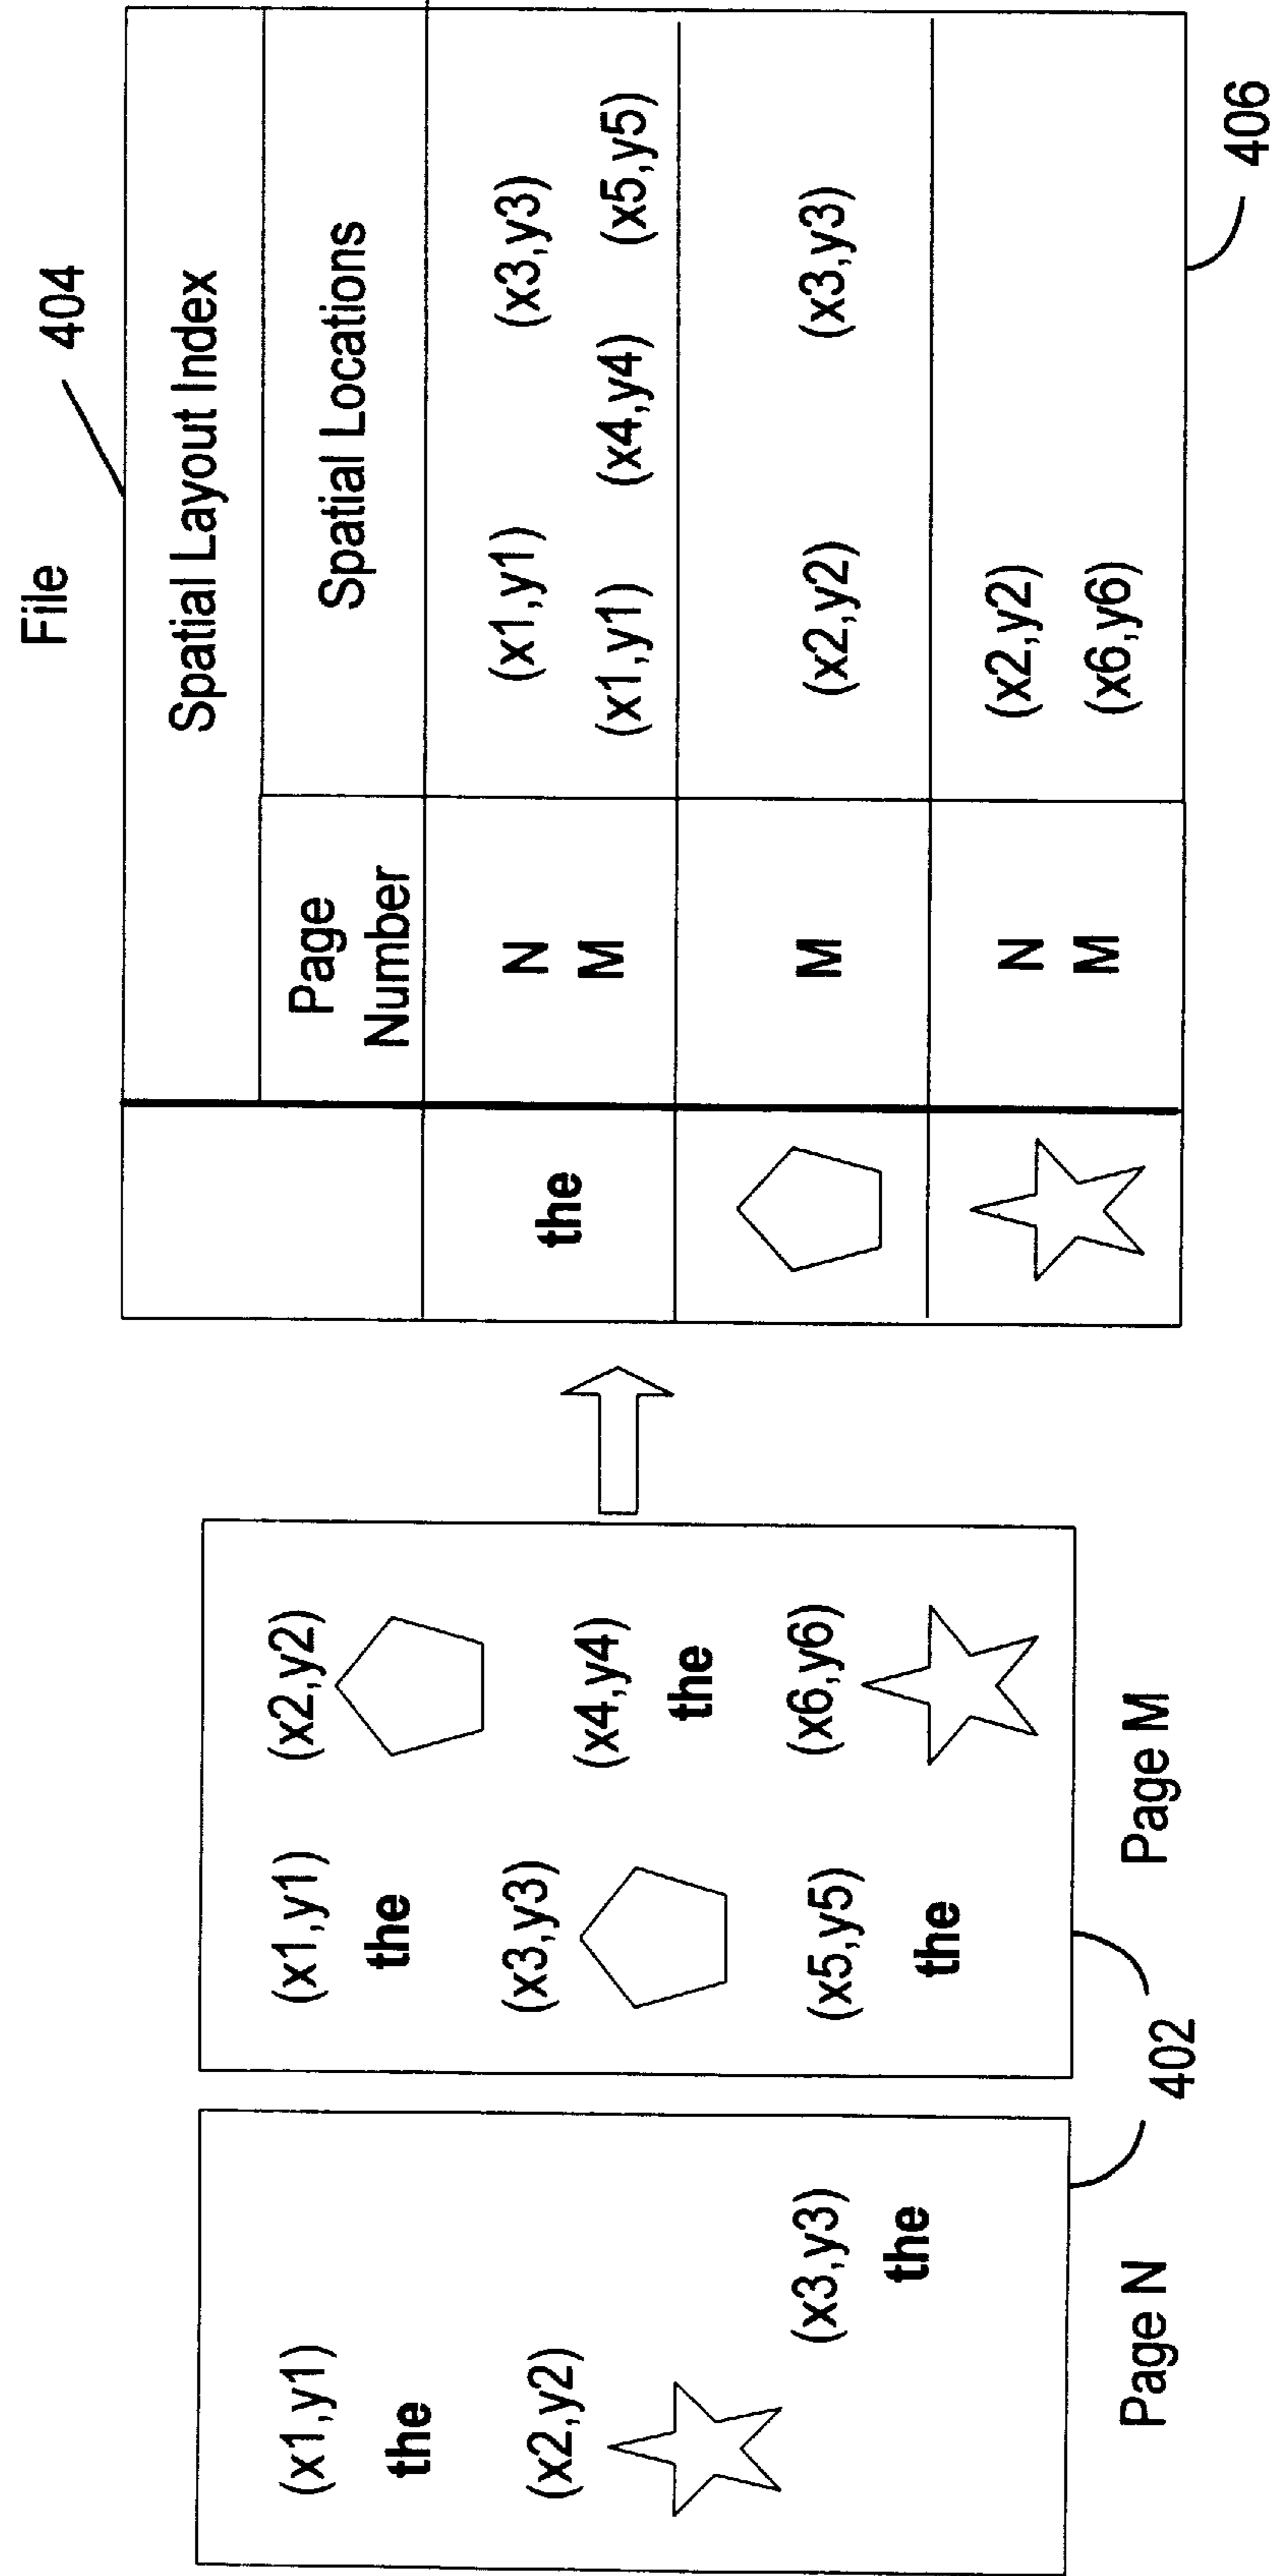 File
404
Spatial Layout Index
Page Number
Spatial Locations
the
N (x1,y1) (x3,y3)
M (x1,y1) (x4,y4) (x5,y5)
M (x2,y2) (x3,y3)
N (x2,y2)
M (x6,y6)
406
(x1,y1)
the
(x2,y2)
(x3,y3)
the
Page N
(x1,y1) (x2,y2)
the
(x3,y3) (x4,y4)
the
(x5,y5) (x6,y6)
the
Page M
402